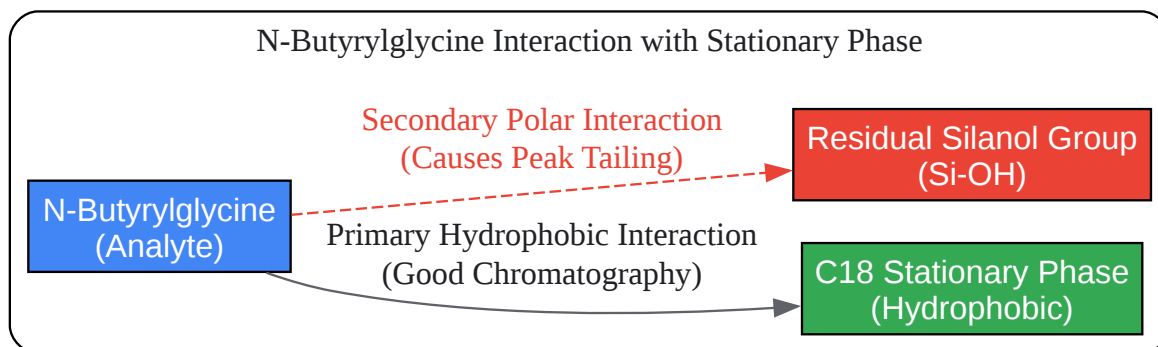 N-Butyrylglycine Interaction with Stationary Phase
Secondary Polar Interaction
(Causes Peak Tailing)
Residual Silanol Group
(Si-OH)
N-Butyrylglycine
(Analyte)
Primary Hydrophobic Interaction
(Good Chromatography)
C18 Stationary Phase
(Hydrophobic)